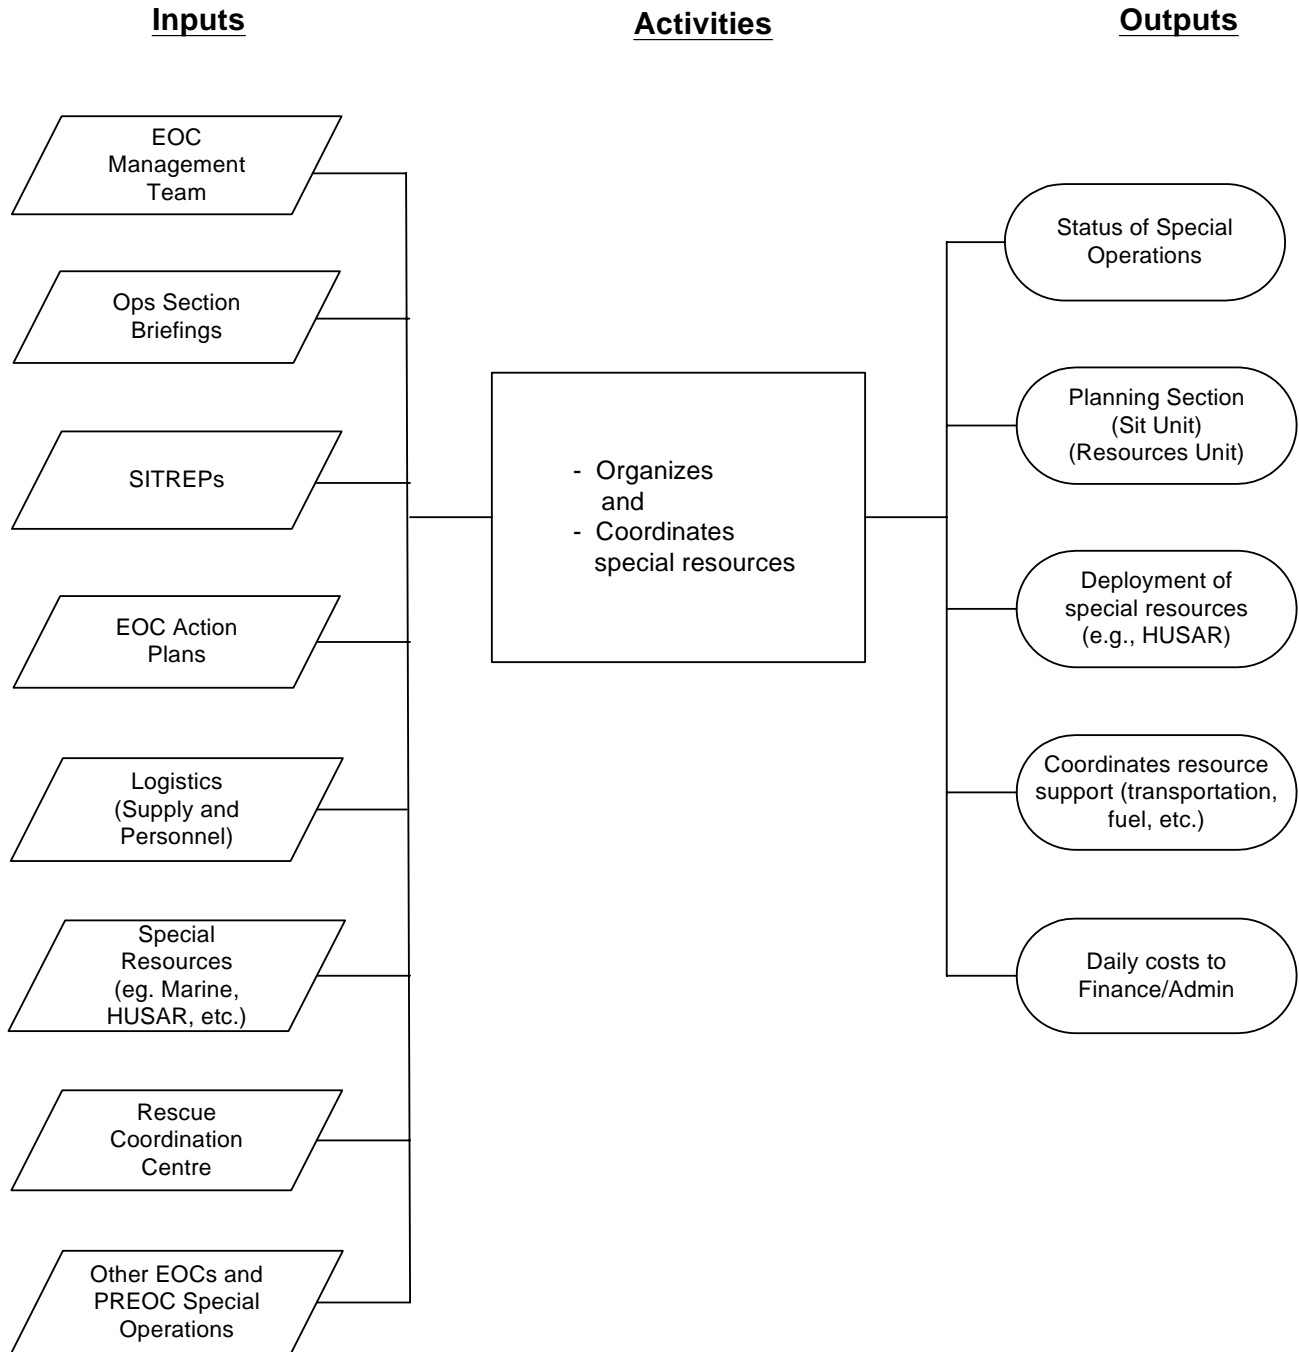 Inputs
Activities
Outputs
EOC
Management
Team
Ops Section
Briefings
SITREPs
EOC Action
Plans
Logistics
(Supply and
Personnel)
Special
Resources
(eg. Marine,
HUSAR, etc.)
Rescue
Coordination
Centre
Other EOCs and
PREOC Special
Operations
- Organizes
and
- Coordinates
special resources
Status of Special
Operations
Planning Section
(Sit Unit)
(Resources Unit)
Deployment of
special resources
(e.g., HUSAR)
Coordinates resource
support (transportation,
fuel, etc.)
Daily costs to
Finance/Admin